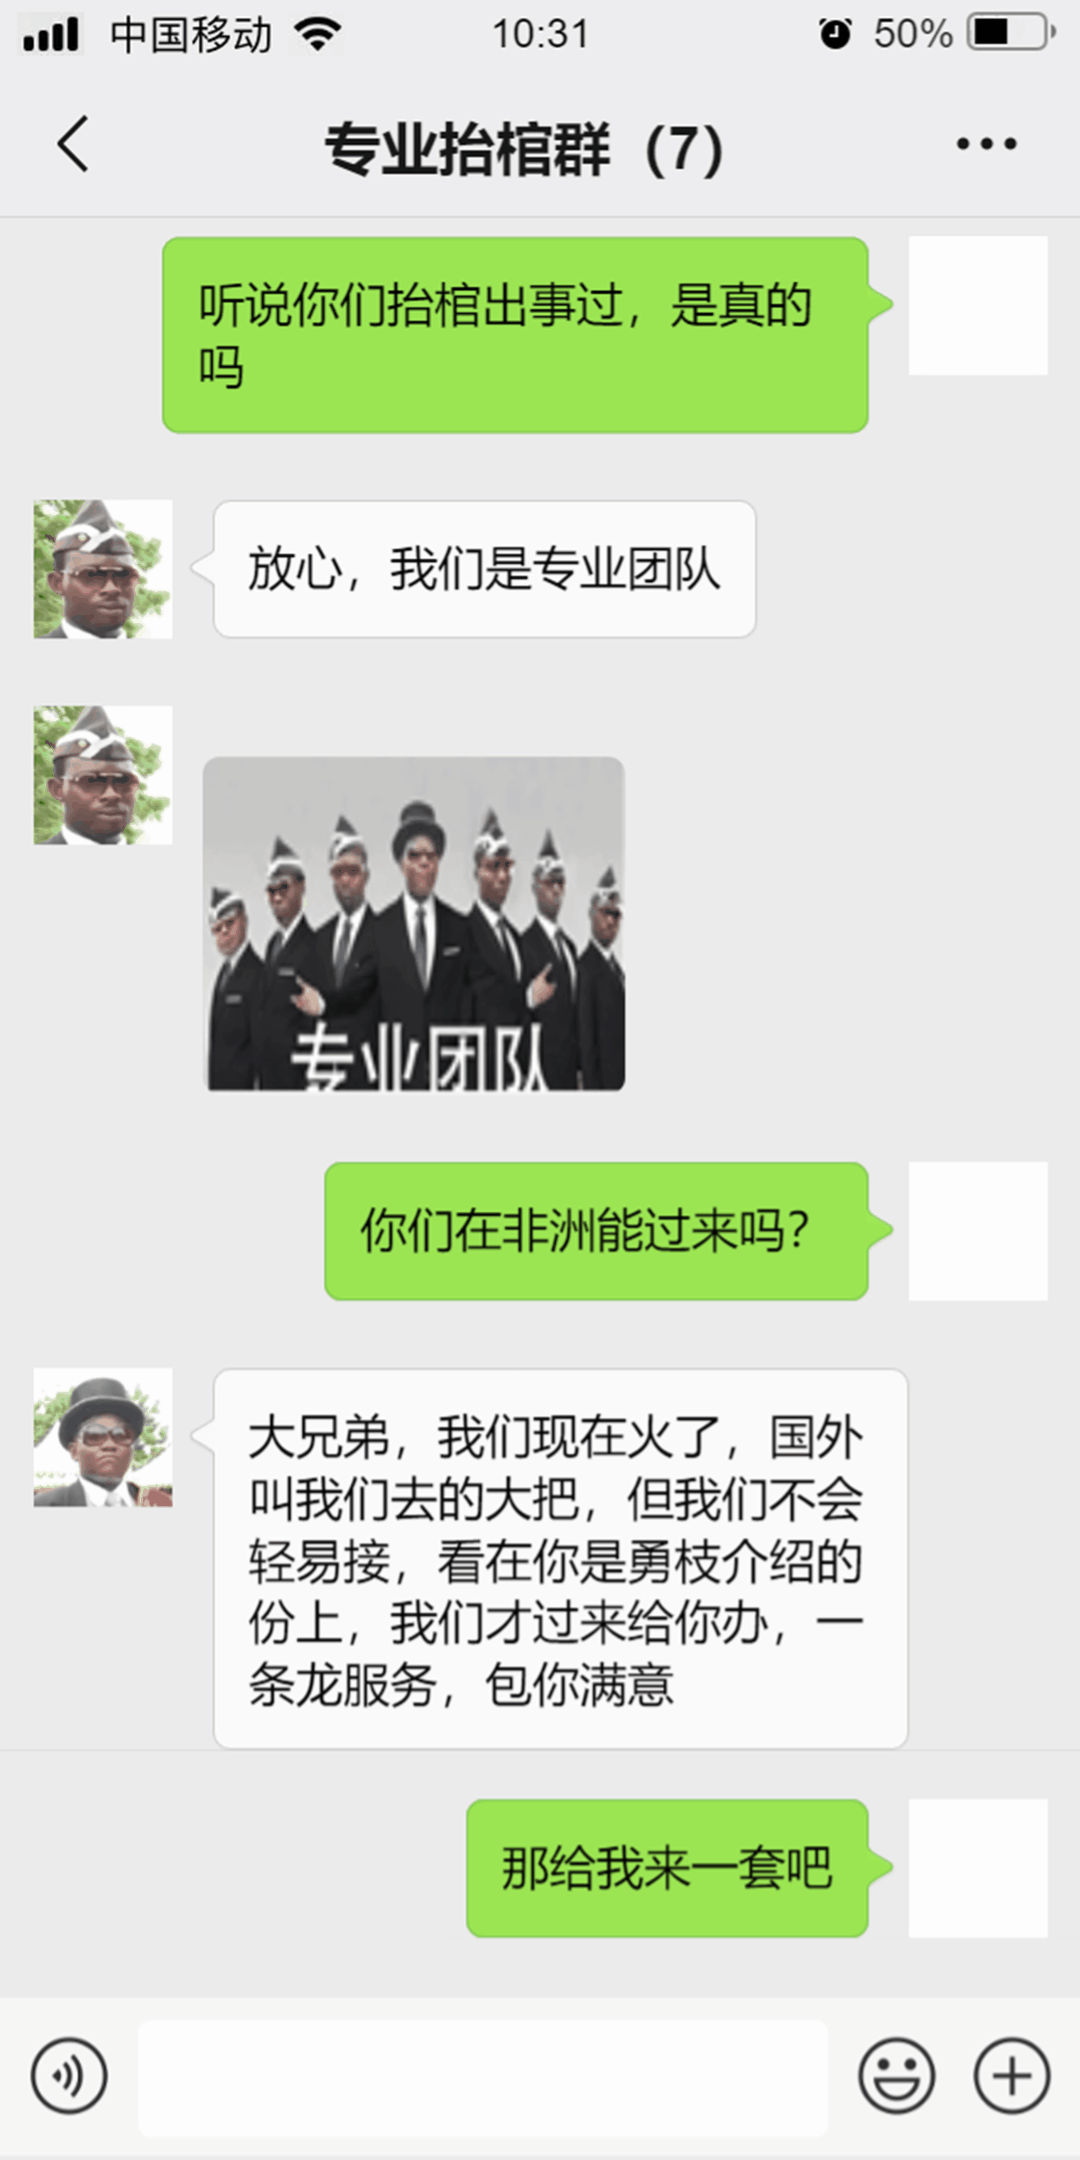 中国移动 10:31 50%
专业抬棺群（7）
听说你们抬棺出事过，是真的
吗
放心，我们是专业团队
专业团队
你们在非洲能过来吗？
大兄弟，我们现在火了，国外
叫我们去的大把，但我们不会
轻易接，看在你是勇枝介绍的
份上，我们才过来给你办，一
条龙服务，包你满意
那给我来一套吧